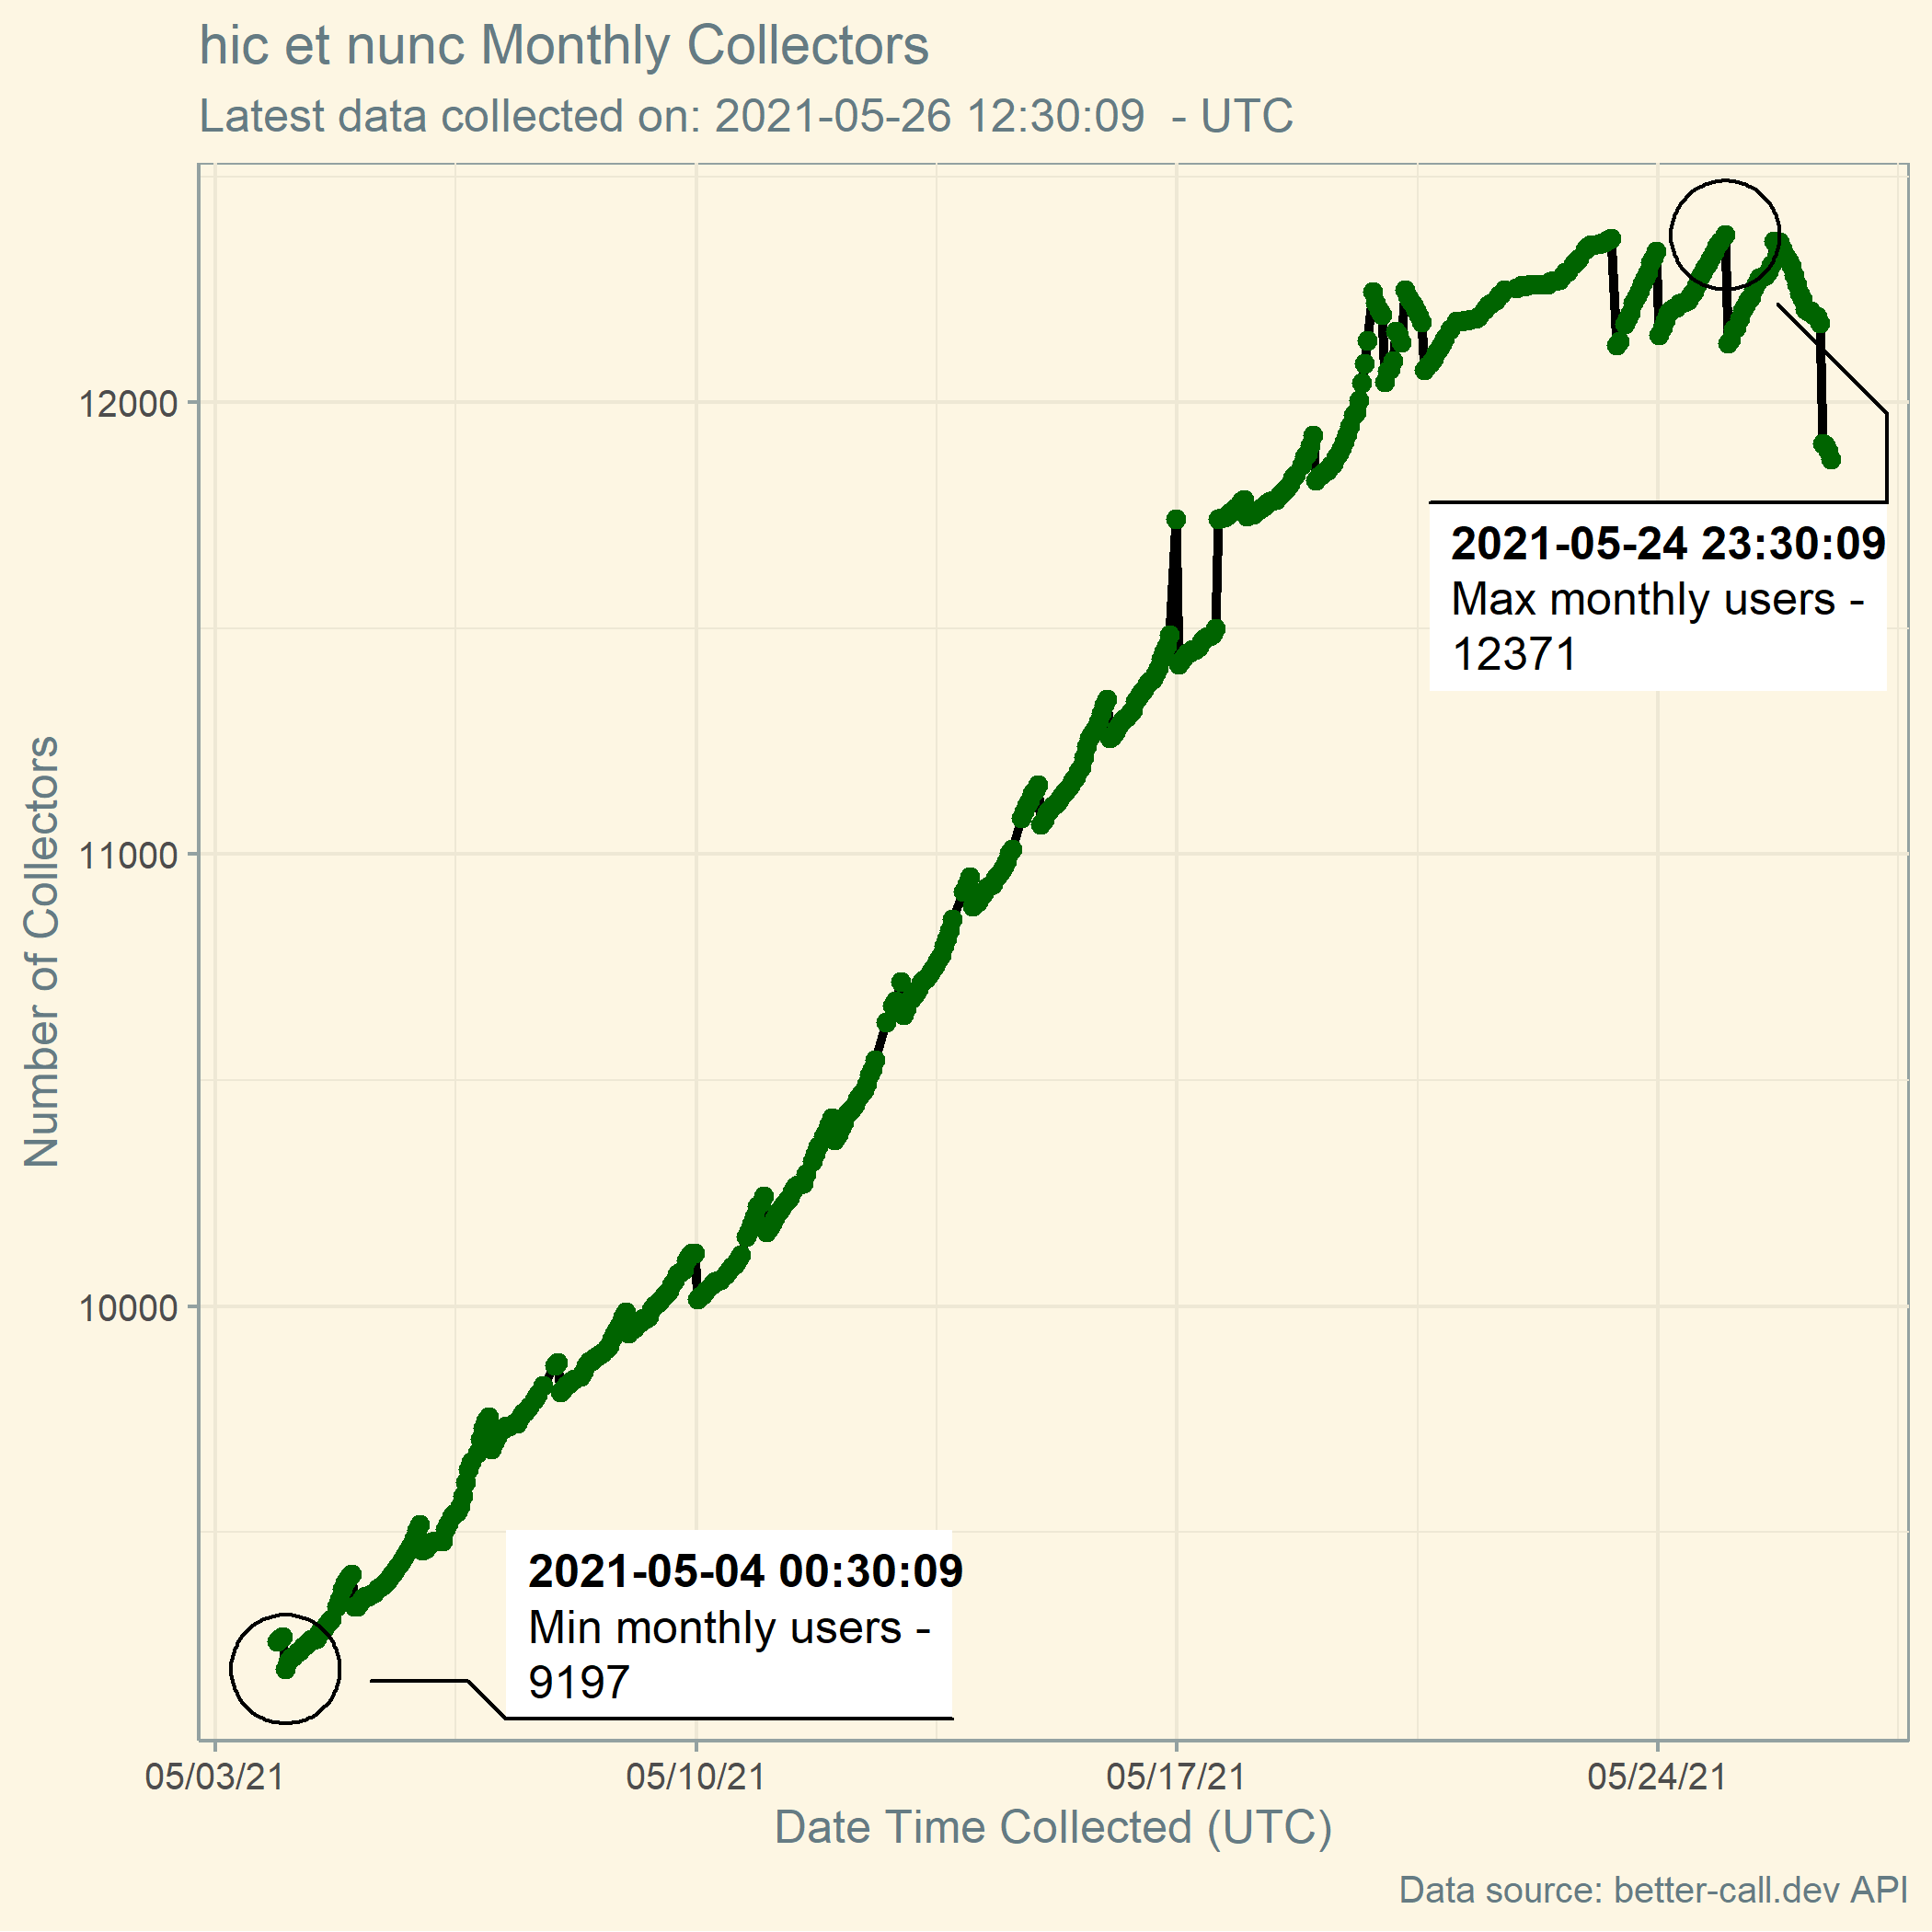 hic et nunc Monthly Collectors
Latest data collected on: 2021-05-26 12:30:09  - UTC
Number of Collectors
12000
11000
10000
2021-05-24 23:30:09
Max monthly users -
12371
2021-05-04 00:30:09
Min monthly users -
9197
05/03/21
05/10/21
05/17/21
05/24/21
Date Time Collected (UTC)
Data source: better-call.dev API